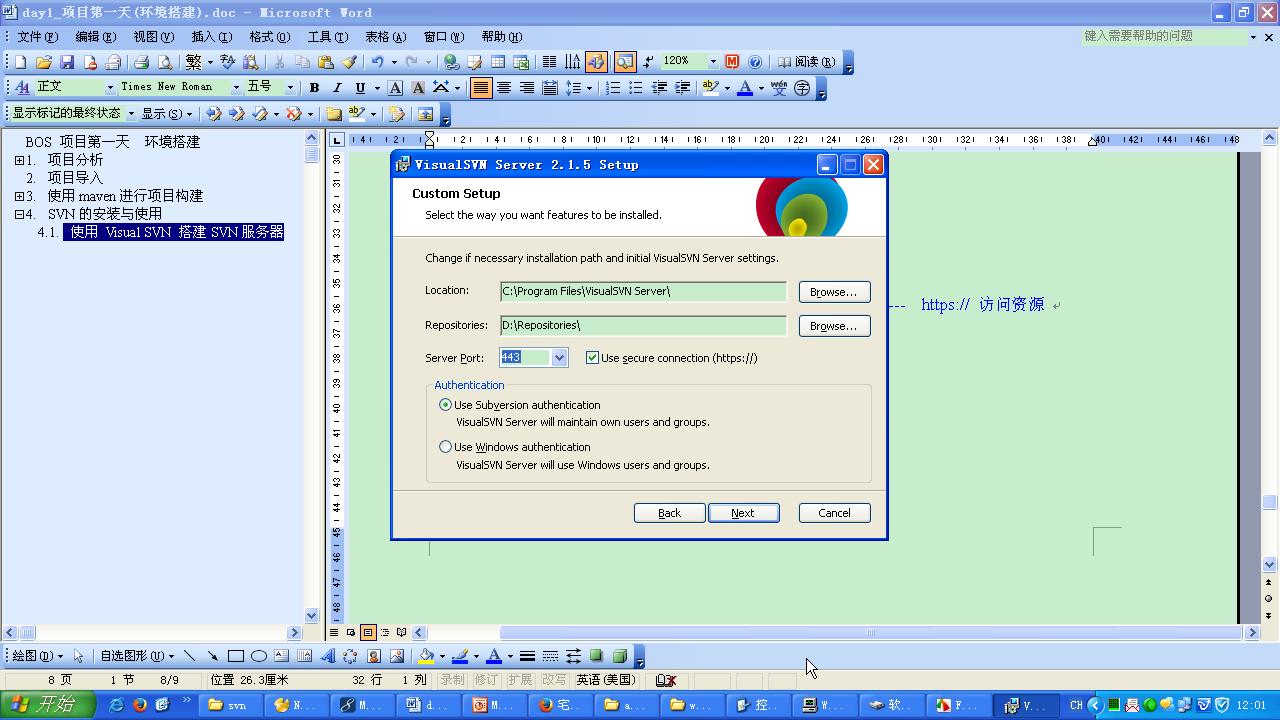 day1_项目第一天(环境搭建).doc - Microsoft Word
文件(F) 编辑(E) 视图(V) 插入(I) 格式(O) 工具(T) 表格(A) 窗口(W) 帮助(H) 键入需要帮助的问题
120% 阅读(R)
正文 Times New Roman 五号 B I U A A
显示标记的最终状态 显示(S)
BOS 项目第一天 环境搭建
1. 项目分析
2. 项目导入
3. 使用 maven 进行项目构建
4. SVN 的安装与使用
4.1. 使用 Visual SVN 搭建 SVN 服务器
VisualSVN Server 2.1.5 Setup
Custom Setup
Select the way you want features to be installed.
Change if necessary installation path and initial VisualSVN Server settings.
Location: C:\Program Files\VisualSVN Server\ Browse...
--- https:// 访问资源
Repositories: D:\Repositories\ Browse...
Server Port: 443 Use secure connection (https://)
Authentication
Use Subversion authentication
VisualSVN Server will maintain own users and groups.
Use Windows authentication
VisualSVN Server will use Windows users and groups.
Back Next Cancel
绘图(D) 自选图形(U)
8 页 1 节 8/9 位置 26.3厘米 32 行 1 列 录制 修订 扩展 改写 英语(美国)
开始 svn N... M... d... M... 宅... a... w... 控... W... 软... F... V... CH 12:01